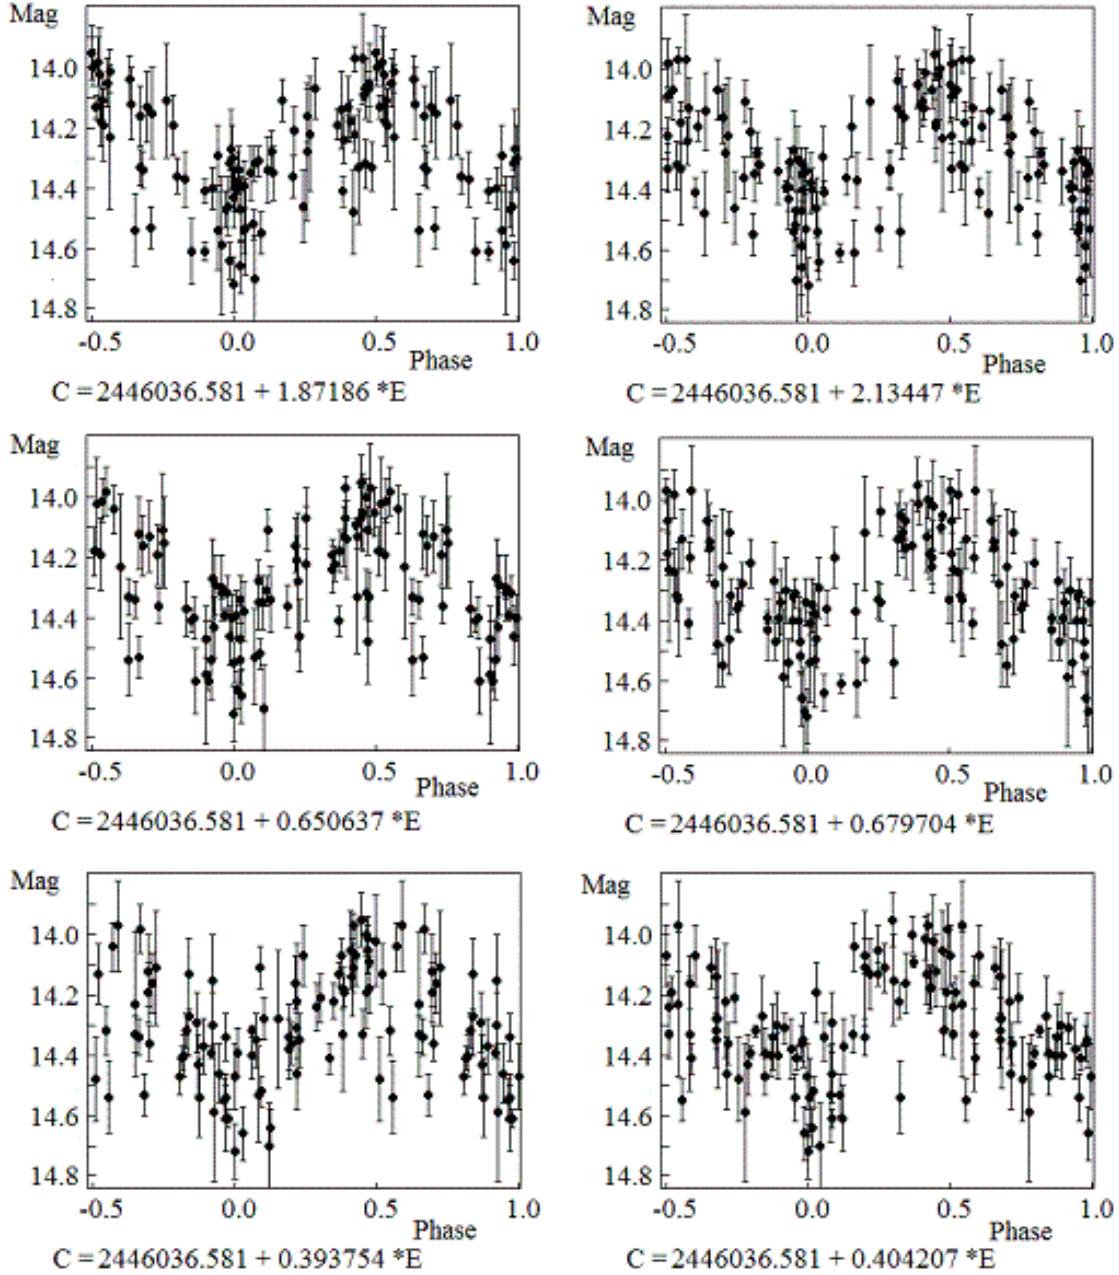 Mag
14.0
14.2
14.4
14.6
14.8
-0.5 0.0 0.5 1.0
Phase
C = 2446036.581 + 1.87186 *E
Mag
14.0
14.2
14.4
14.6
14.8
-0.5 0.0 0.5 1.0
Phase
C = 2446036.581 + 2.13447 *E
Mag
14.0
14.2
14.4
14.6
14.8
-0.5 0.0 0.5 1.0
Phase
C = 2446036.581 + 0.650637 *E
Mag
14.0
14.2
14.4
14.6
14.8
-0.5 0.0 0.5 1.0
Phase
C = 2446036.581 + 0.679704 *E
Mag
14.0
14.2
14.4
14.6
14.8
-0.5 0.0 0.5 1.0
Phase
C = 2446036.581 + 0.393754 *E
Mag
14.0
14.2
14.4
14.6
14.8
-0.5 0.0 0.5 1.0
Phase
C = 2446036.581 + 0.404207 *E